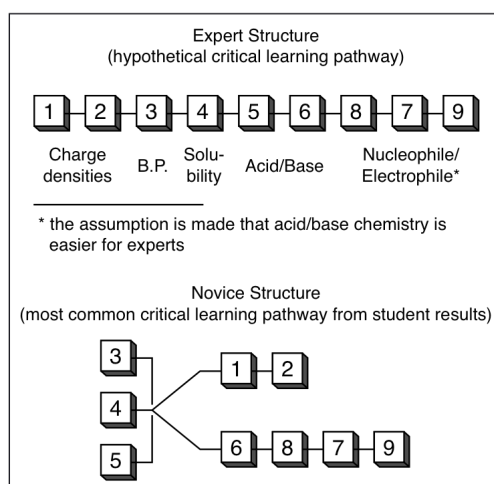 Expert Structure
(hypothetical critical learning pathway)
1 2 3 4 5 6 8 7 9
Charge
densities
B.P.
Solu-
bility
Acid/Base
Nucleophile/
Electrophile*
* the assumption is made that acid/base chemistry is
easier for experts
Novice Structure
(most common critical learning pathway from student results)
3
1 2
4
6 8 7 9
5